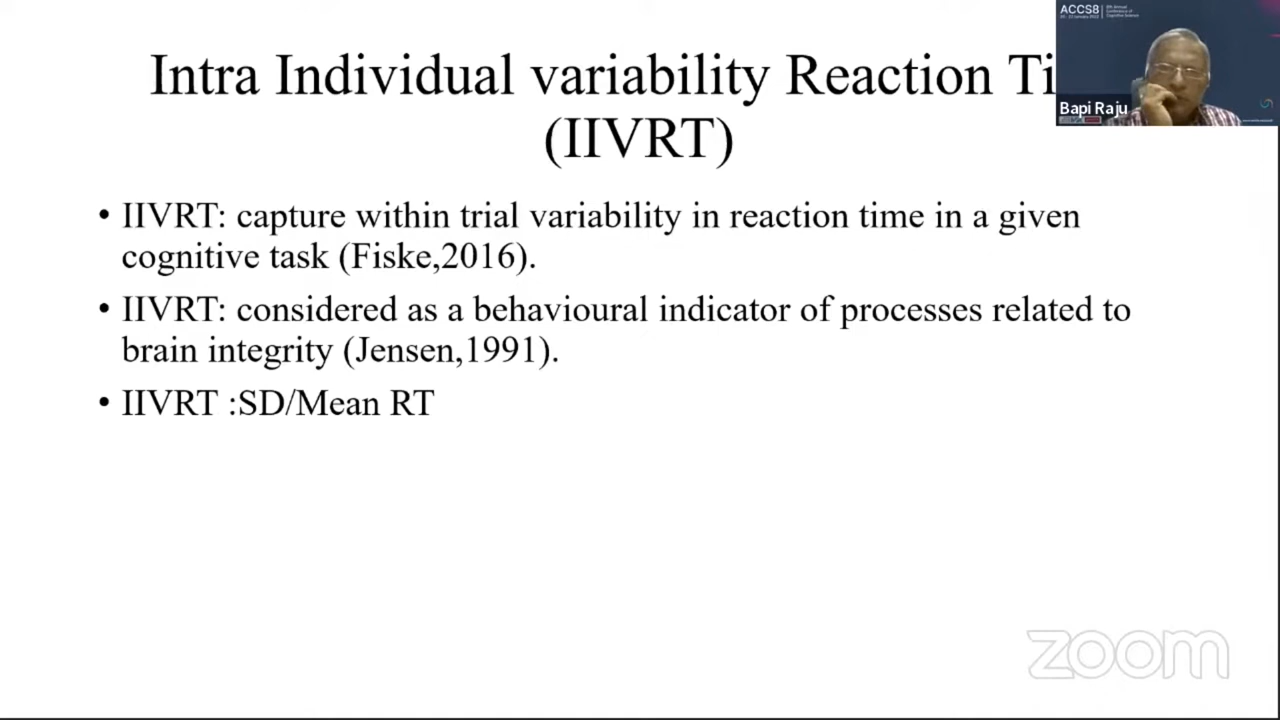 Intra Individual variability Reaction Ti
(IIVRT)
• IIVRT: capture within trial variability in reaction time in a given
cognitive task (Fiske,2016).
• IIVRT: considered as a behavioural indicator of processes related to
brain integrity (Jensen,1991).
• IIVRT :SD/Mean RT
ACCS8
Bapi Raju
zoom